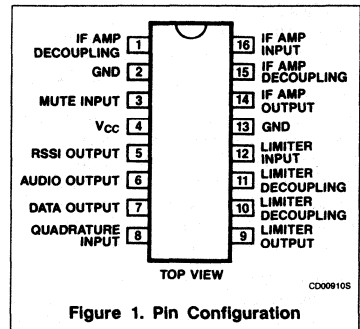 IF AMP
DECOUPLING 1
GND 2
MUTE INPUT 3
VCC 4
RSSI OUTPUT 5
AUDIO OUTPUT 6
DATA OUTPUT 7
QUADRATURE
INPUT 8
16 IF AMP
INPUT
15 IF AMP
DECOUPLING
14 IF AMP
OUTPUT
13 GND
12 LIMITER
INPUT
11 LIMITER
DECOUPLING
10 LIMITER
DECOUPLING
9 LIMITER
OUTPUT
TOP VIEW
CD00910S
Figure 1. Pin Configuration